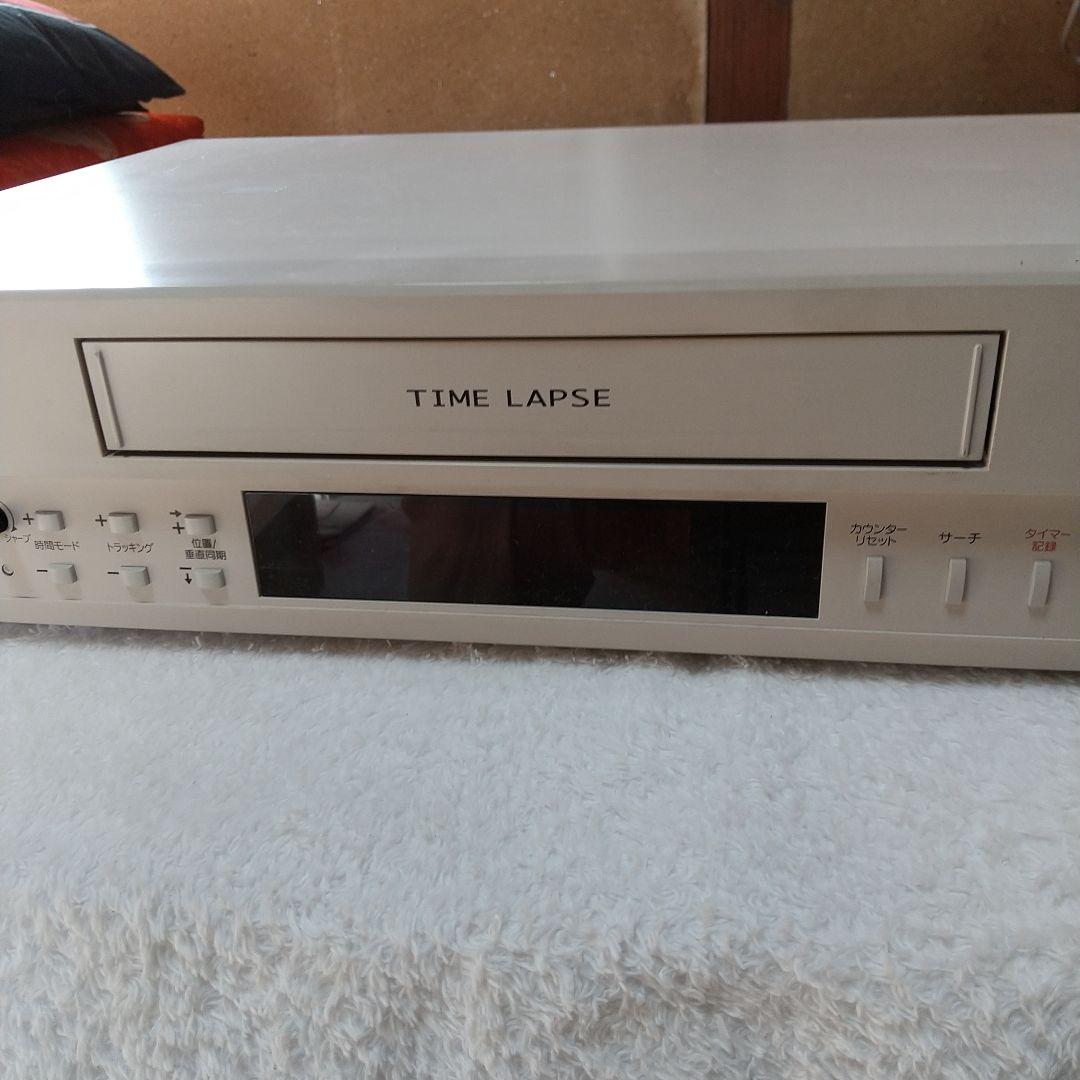 TIME LAPSE
シャープ
+
時間モード
-
+
トラッキング
-
→
+
位置/
垂直同期
-
↓
カウンター
リセット
サーチ
タイマー
記録